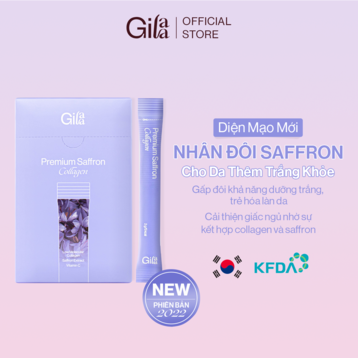 Gilaa
OFFICIAL
STORE
Gilaa
Premium Saffron
Collagen
Premium Saffron
Collagen
Gilaa
Diện Mạo Mới
NHÂN ĐÔI SAFFRON
Cho Da Thêm Trắng Khỏe
Gấp đôi khả năng dưỡng trắng,
trẻ hóa làn da
Cải thiện giấc ngủ nhờ sự
kết hợp collagen và saffron
KFDA
NEW
PHIÊN BẢN
2022